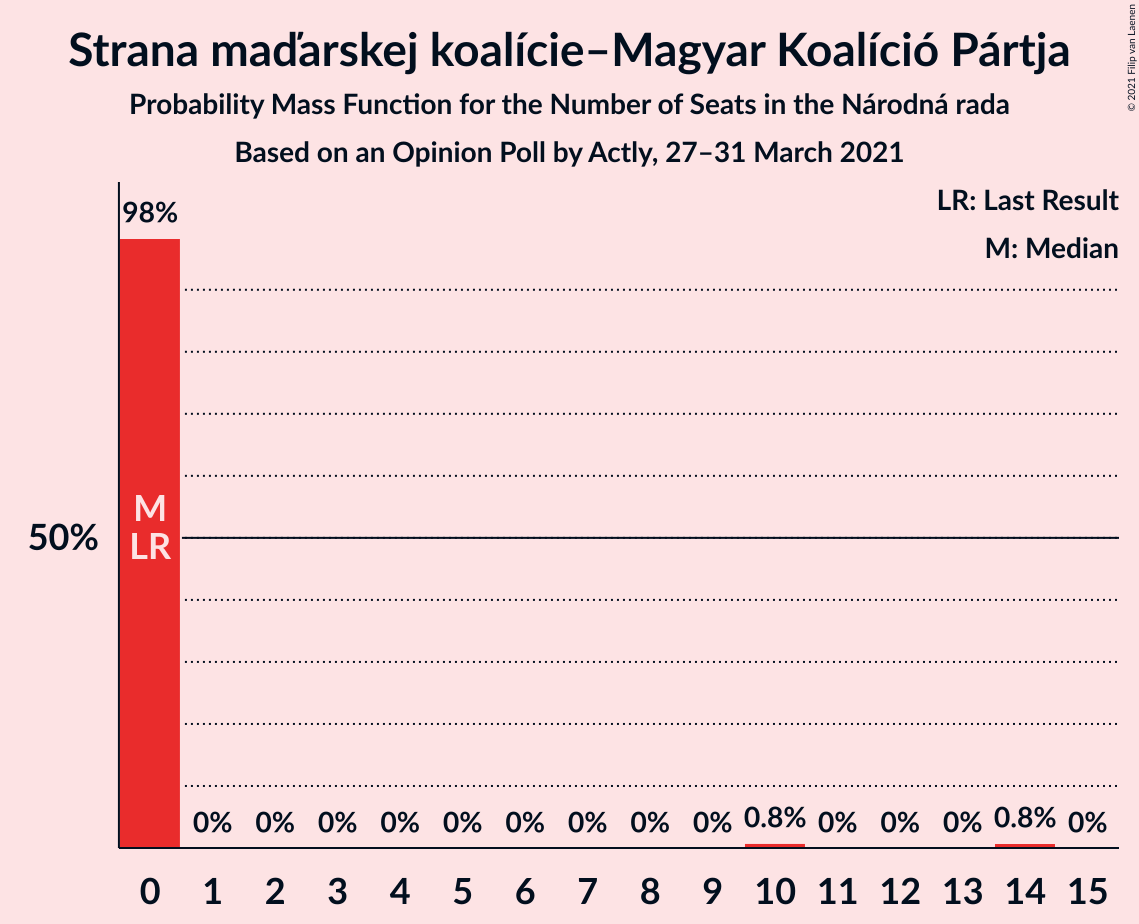 Strana maďarskej koalície–Magyar Koalíció Pártja
Probability Mass Function for the Number of Seats in the Národná rada
Based on an Opinion Poll by Actly, 27–31 March 2021
© 2021 Filip van Laenen
LR: Last Result
M: Median
98%
M
LR
50%
0% 0% 0% 0% 0% 0% 0% 0% 0% 0.8% 0% 0% 0% 0.8% 0%
0 1 2 3 4 5 6 7 8 9 10 11 12 13 14 15